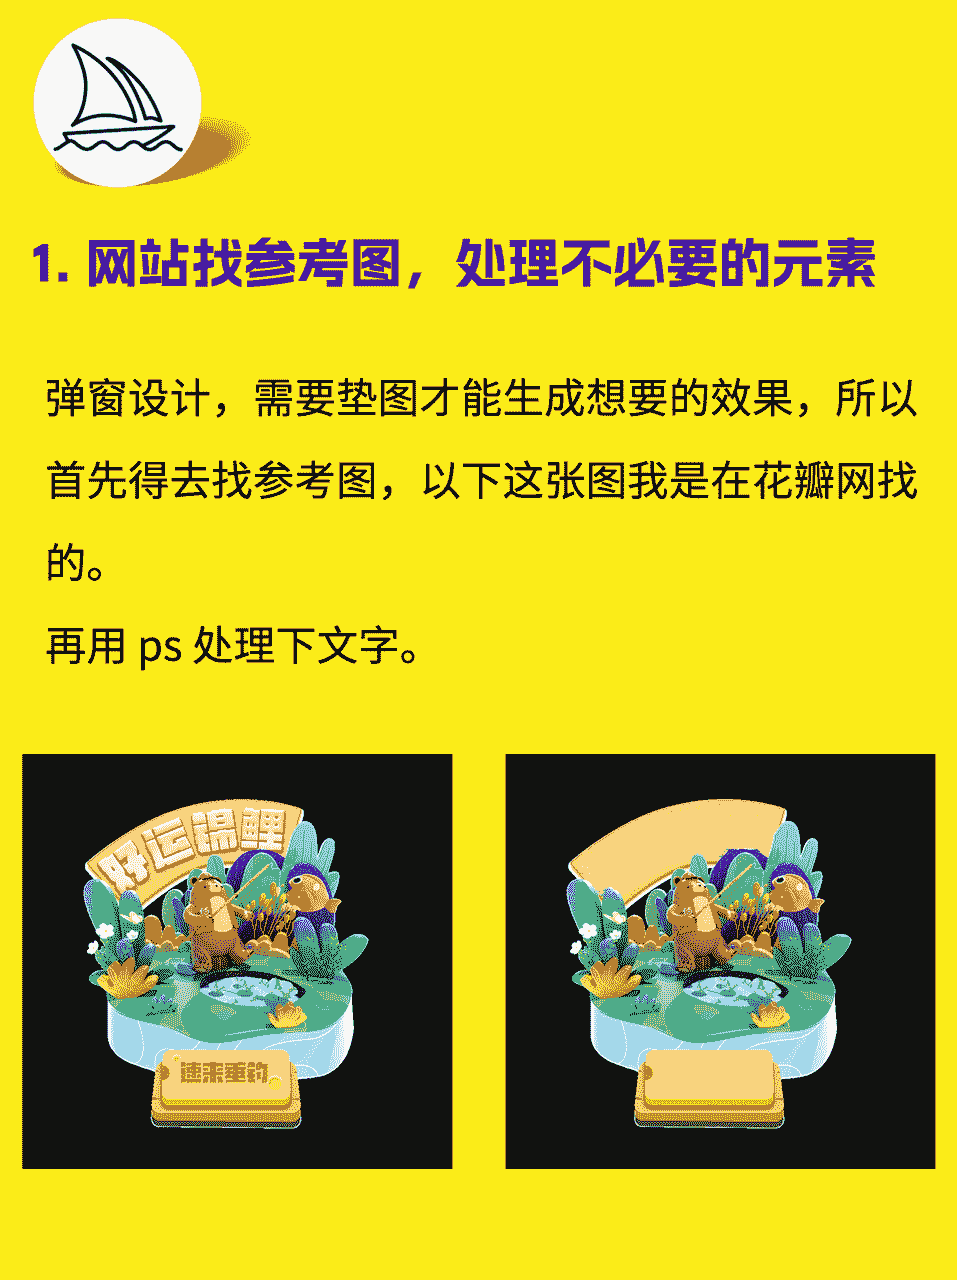 1. 网站找参考图，处理不必要的元素
弹窗设计，需要垫图才能生成想要的效果，所以
首先得去找参考图，以下这张图我是在花瓣网找
的。
再用 ps 处理下文字。
好运锦鲤
速来垂钓